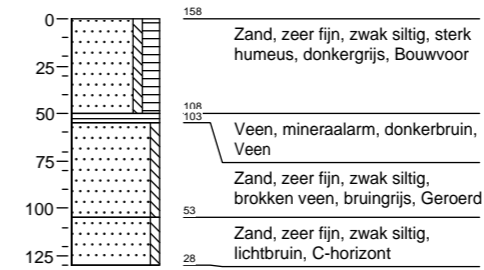 0
25
50
75
100
125
158
Zand, zeer fijn, zwak siltig, sterk
humeus, donkergrijs, Bouwvoor
108
103
Veen, mineraalarm, donkerbruin,
Veen
Zand, zeer fijn, zwak siltig,
brokken veen, bruingrijs, Geroerd
53
Zand, zeer fijn, zwak siltig,
lichtbruin, C-horizont
28